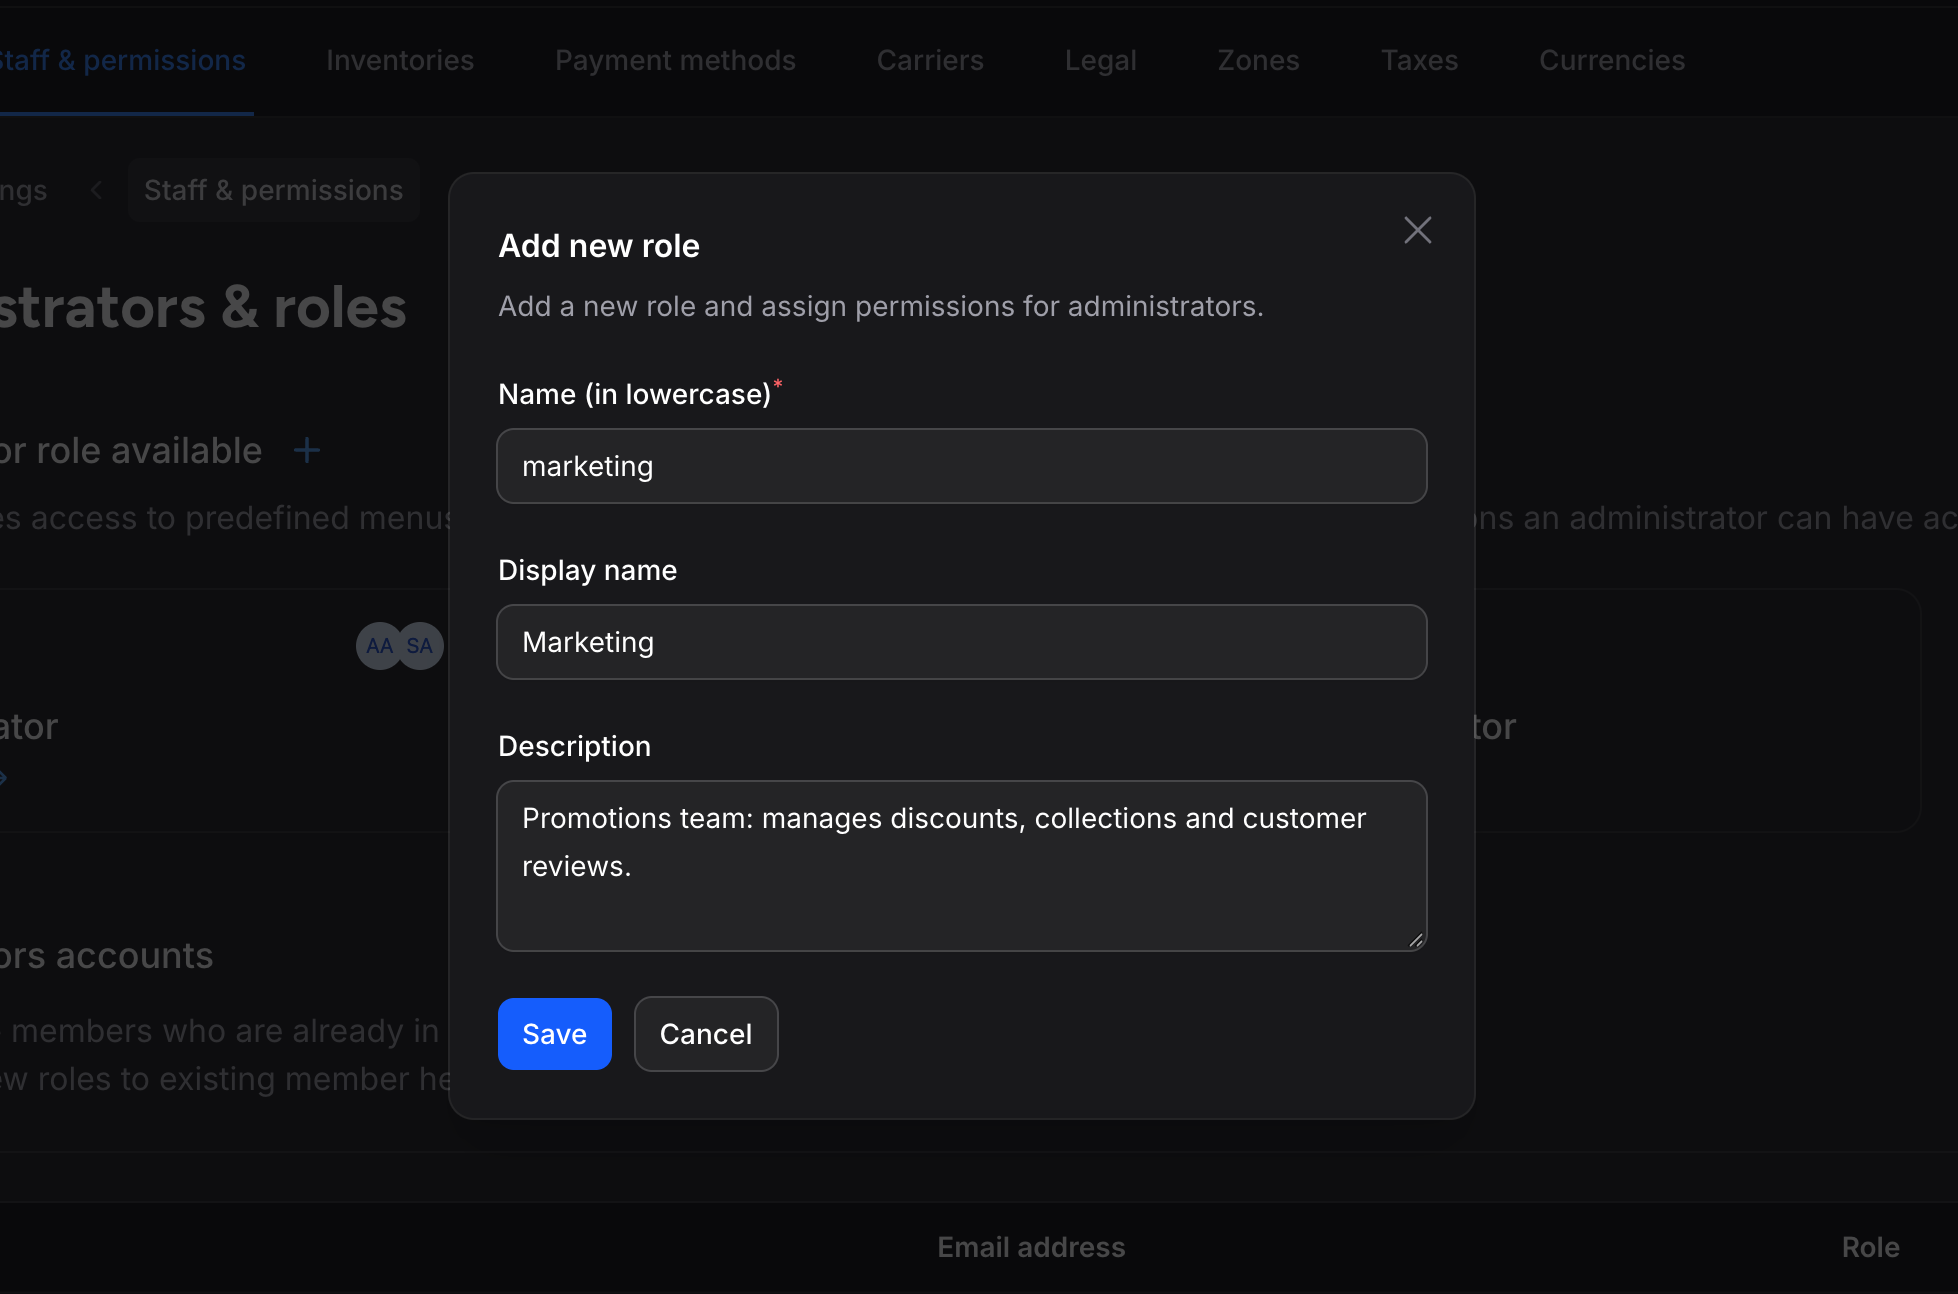 Staff & permissions Inventories Payment methods Carriers Legal Zones Taxes Currencies
ngs Staff & permissions
strators & roles
or role available
es access to predefined menus
ons an administrator can have ac
AA SA
ator
tor
ors accounts
members who are already in
ew roles to existing member he
Email address Role
Add new role
Add a new role and assign permissions for administrators.
Name (in lowercase)*
marketing
Display name
Marketing
Description
Promotions team: manages discounts, collections and customer
reviews.
Save Cancel